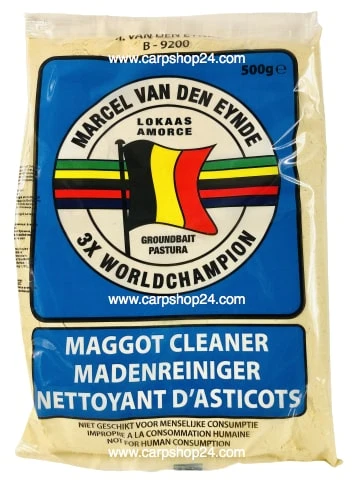 . VAN DEN EYN
B - 9200
www.carpshop24.com
500g e
MARCEL VAN DEN EYNDE
LOKAAS
AMORCE
GROUNDBAIT
PASTURA
3X WORLDCHAMPION
www.carpshop24.com
MAGGOT CLEANER
MADENREINIGER
NETTOYANT D'ASTICOTS
NIET GESCHIKT VOOR MENSELIJKE CONSUMPTIE
IMPROPRE A LA CONSOMMATION HUMAINE
NOT FOR HUMAN CONSUMPTION
www.carpshop24.com